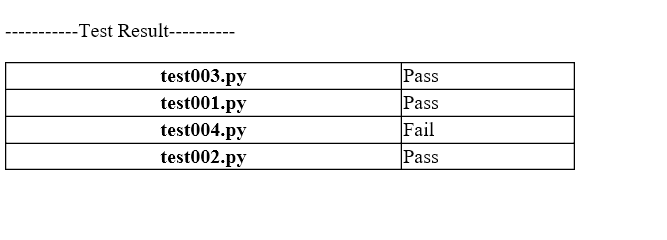 -----------Test Result----------
test003.py Pass
test001.py Pass
test004.py Fail
test002.py Pass